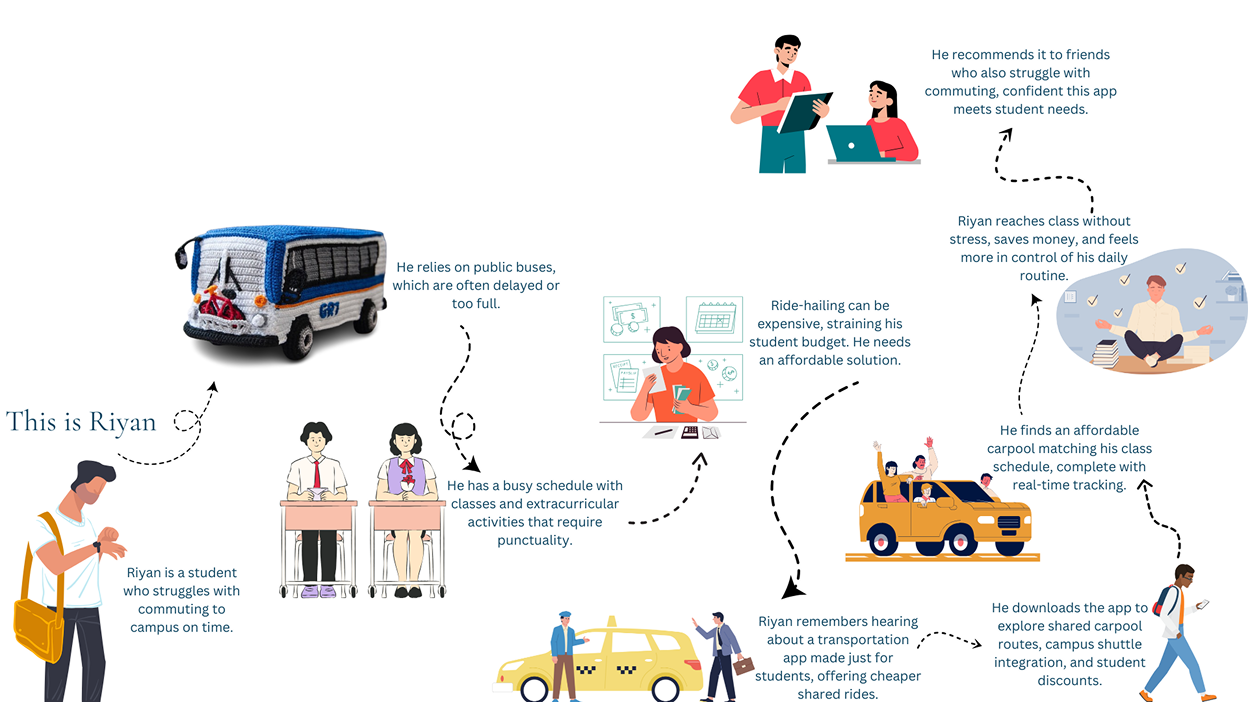 This is Riyan
Riyan is a student
who struggles with
commuting to
campus on time.
GR1
He relies on public buses,
which are often delayed or
too full.
He has a busy schedule with
classes and extracurricular
activities that require
punctuality.
Ride-hailing can be
expensive, straining his
student budget. He needs
an affordable solution.
Riyan remembers hearing
about a transportation
app made just for
students, offering cheaper
shared rides.
He downloads the app to
explore shared carpool
routes, campus shuttle
integration, and student
discounts.
He finds an affordable
carpool matching his class
schedule, complete with
real-time tracking.
Riyan reaches class without
stress, saves money, and feels
more in control of his daily
routine.
He recommends it to friends
who also struggle with
commuting, confident this app
meets student needs.